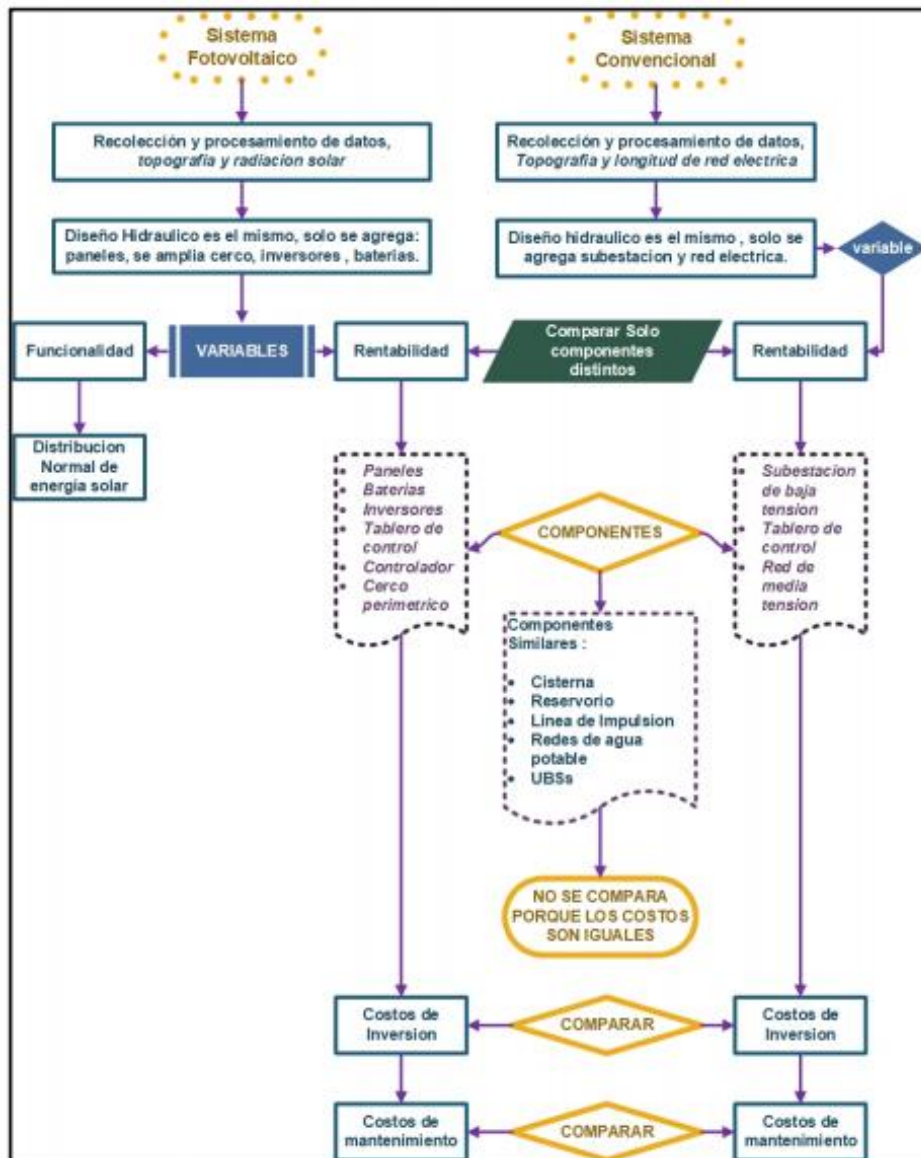 Sistema
Fotovoltaico
Sistema
Convencional
Recolección y procesamiento de datos,
topografia y radiacion solar
Recolección y procesamiento de datos,
Topografia y longitud de red electrica
Diseño Hidraulico es el mismo, solo se agrega:
paneles, se amplia cerco, inversores , baterias.
Diseño hidraulico es el mismo , solo se
agrega subestacion y red electrica.
variable
Funcionalidad
VARIABLES
Rentabilidad
Comparar Solo
componentes
distintos
Rentabilidad
Distribucion
Normal de
energia solar
• Paneles
• Baterias
• Inversores
• Tablero de
control
• Controlador
• Cerco
perimetrico
COMPONENTES
• Subestacion
de baja
tension
• Tablero de
control
• Red de
media
tension
Componentes
Similares :
• Cisterna
• Reservorio
• Linea de Impulsion
• Redes de agua
potable
• UBSs
NO SE COMPARA
PORQUE LOS COSTOS
SON IGUALES
Costos de
Inversion
COMPARAR
Costos de
Inversion
Costos de
mantenimiento
COMPARAR
Costos de
mantenimiento